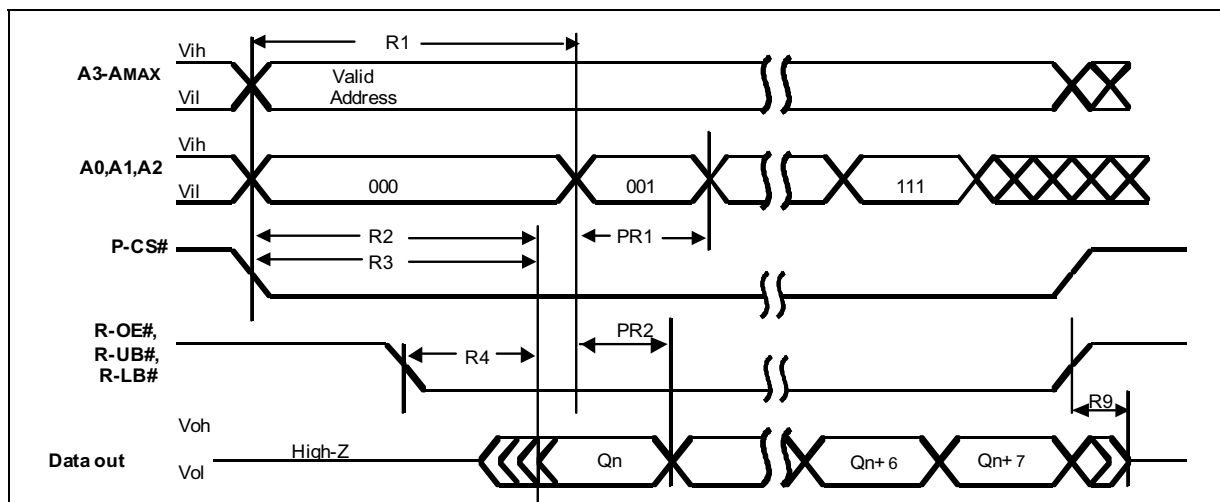 R1
Vih
A3-AMAX
Valid
Address
Vil
Vih
A0,A1,A2
000
001
111
Vil
R2
PR1
P-CS#
R3
R-OE#,
R-UB#,
R-LB#
R4
PR2
R9
Voh
High-Z
Data out
Qn
Qn+6
Qn+7
Vol